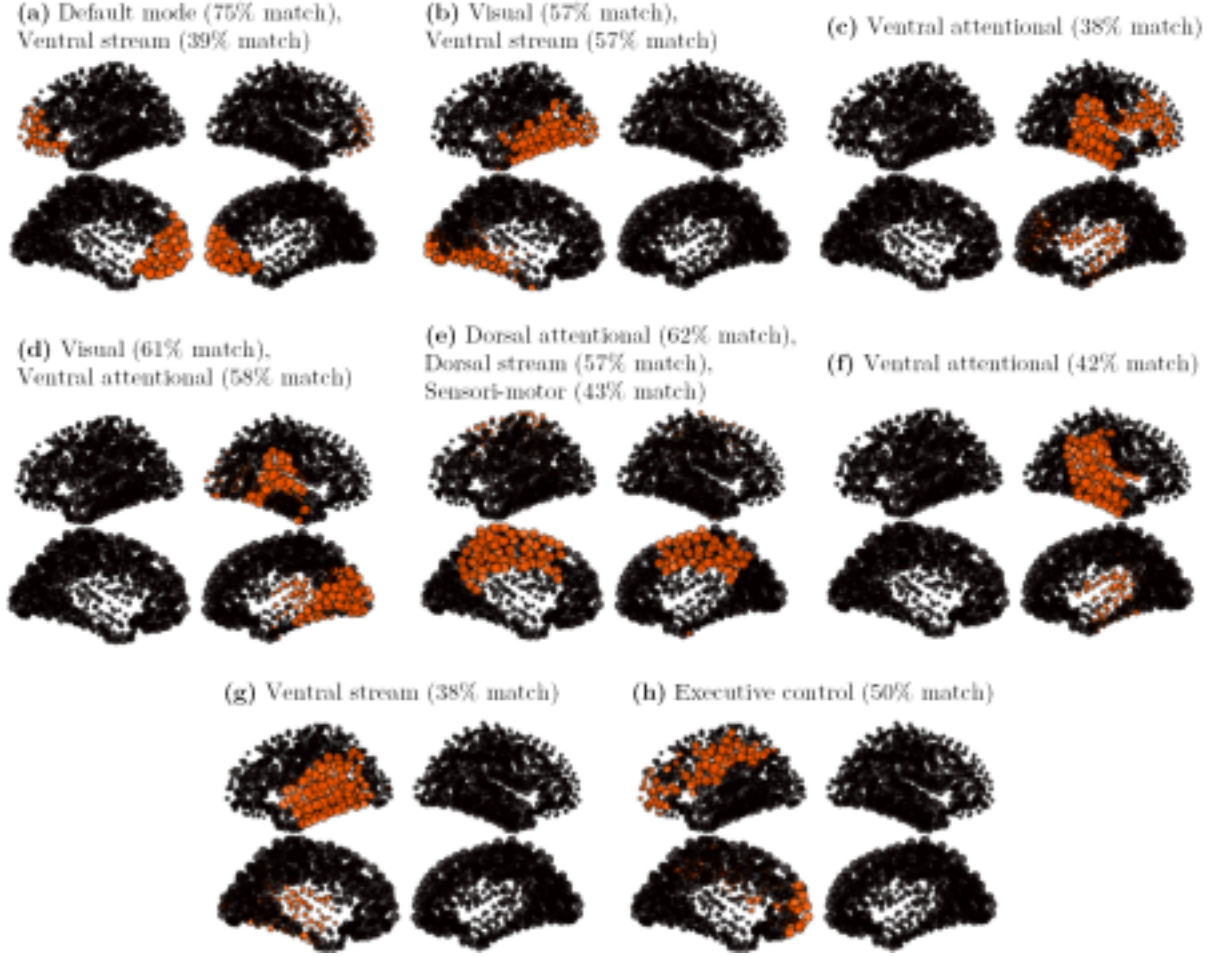 (a) Default mode (75% match),
Ventral stream (39% match)
(b) Visual (57% match),
Ventral stream (57% match)
(c) Ventral attentional (38% match)
(d) Visual (61% match),
Ventral attentional (58% match)
(e) Dorsal attentional (62% match),
Dorsal stream (57% match),
Sensori-motor (43% match)
(f) Ventral attentional (42% match)
(g) Ventral stream (38% match)
(h) Executive control (50% match)